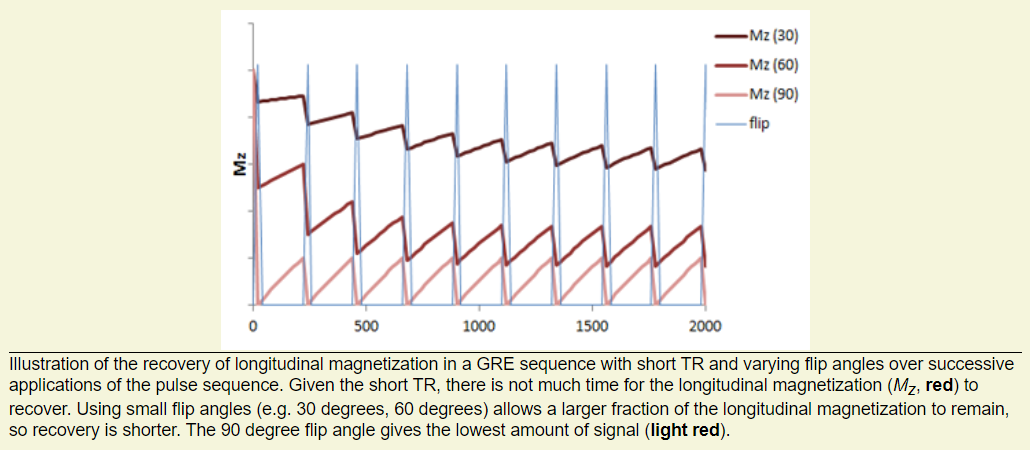 Mz (30)
Mz (60)
Mz (90)
flip
Mz
0 500 1000 1500 2000
Illustration of the recovery of longitudinal magnetization in a GRE sequence with short TR and varying flip angles over successive
applications of the pulse sequence. Given the short TR, there is not much time for the longitudinal magnetization (Mz, red) to
recover. Using small flip angles (e.g. 30 degrees, 60 degrees) allows a larger fraction of the longitudinal magnetization to remain,
so recovery is shorter. The 90 degree flip angle gives the lowest amount of signal (light red).